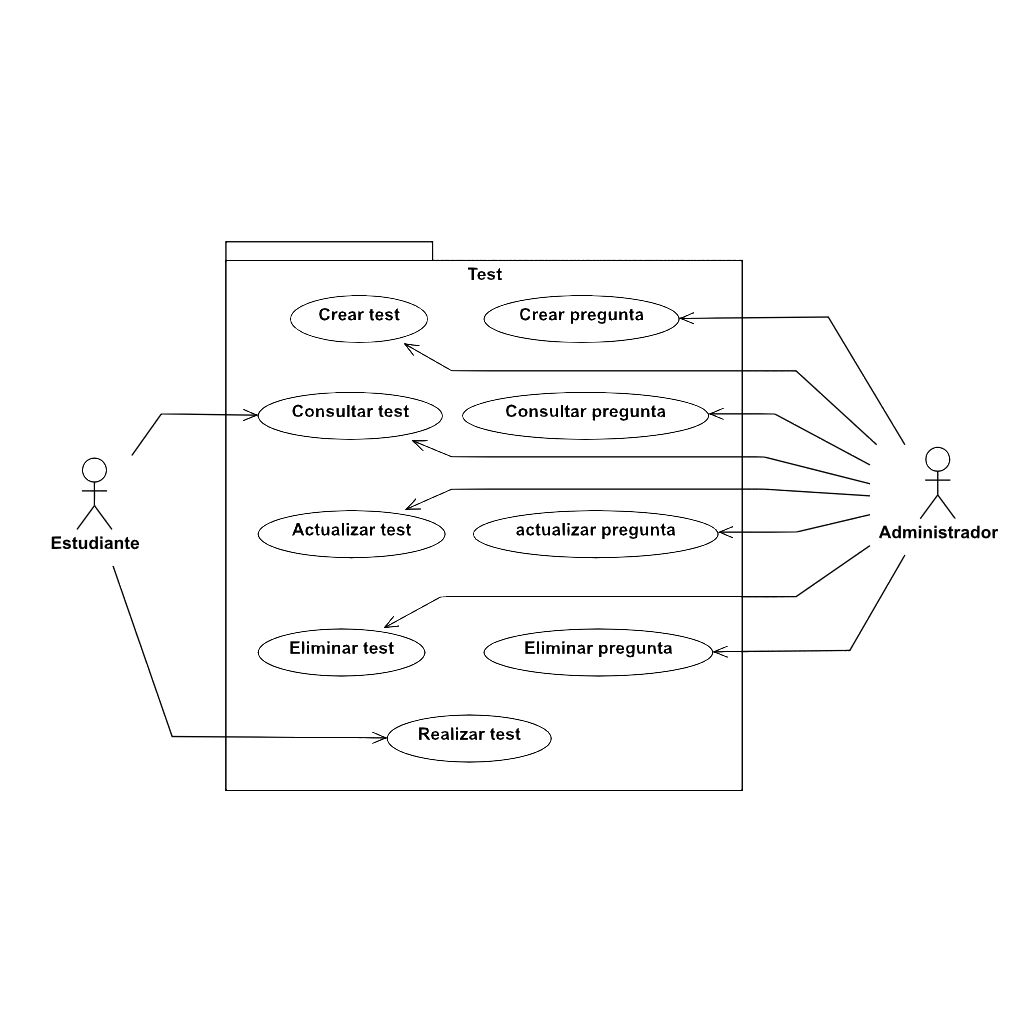 Test
Crear test
Crear pregunta
Consultar test
Consultar pregunta
Actualizar test
actualizar pregunta
Estudiante
Administrador
Eliminar test
Eliminar pregunta
Realizar test